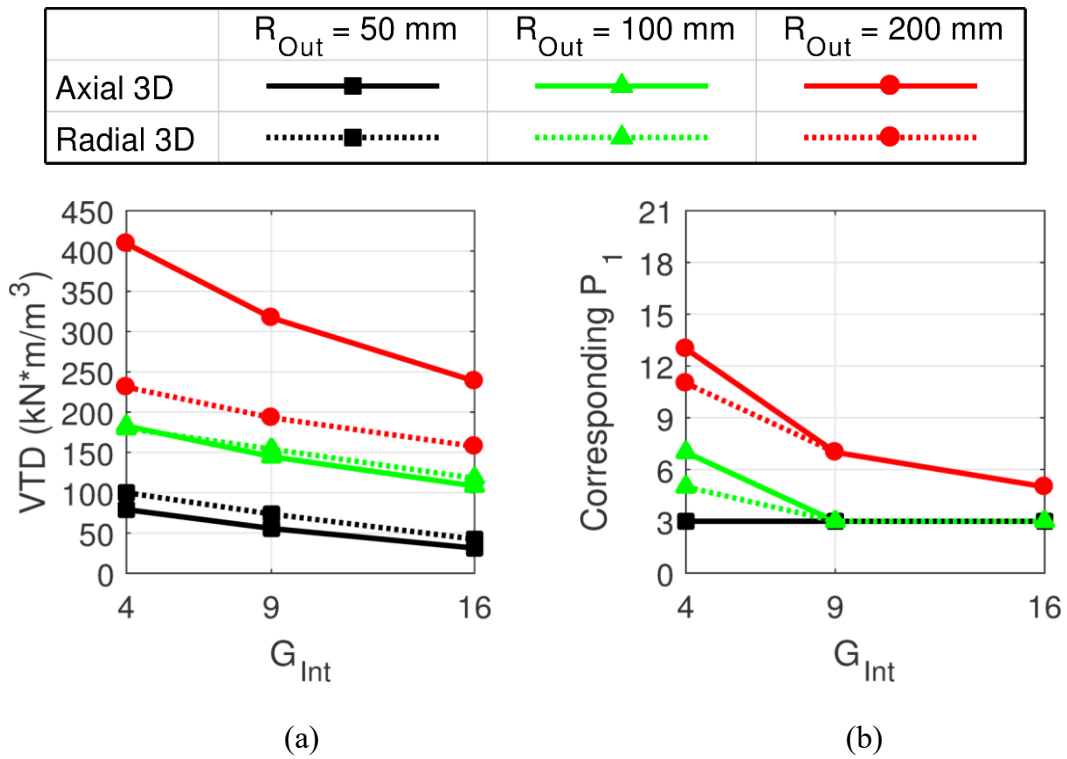 R_Out = 50 mm R_Out = 100 mm R_Out = 200 mm
Axial 3D
Radial 3D
VTD (kN*m/m^3)
450
400
350
300
250
200
150
100
50
0
4 9 16
G_Int
(a)
Corresponding P_1
21
18
15
12
9
6
3
0
4 9 16
G_Int
(b)